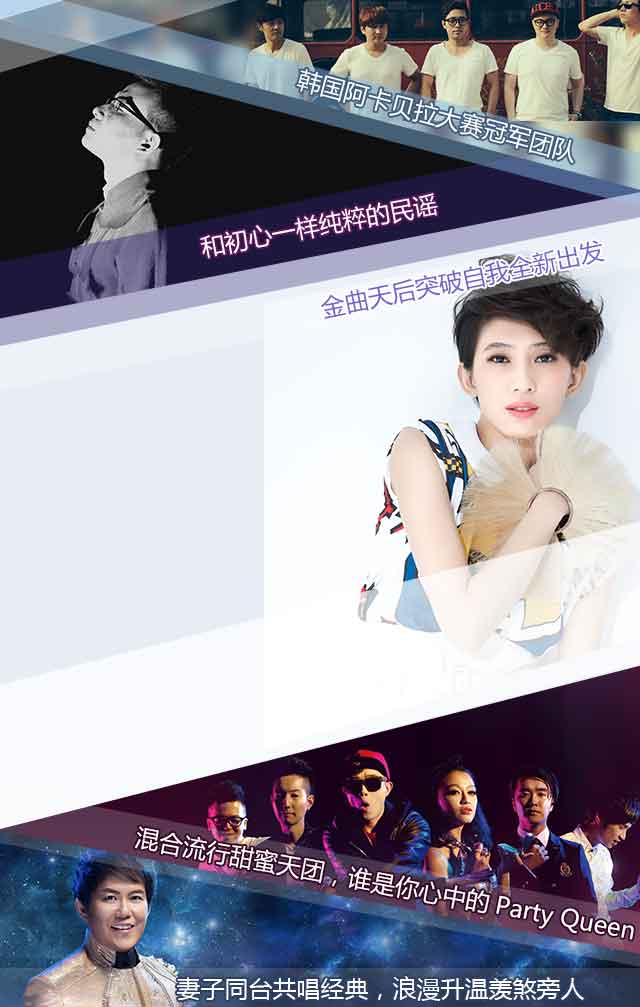 韩国阿卡贝拉大赛冠军团队
和初心一样纯粹的民谣
金曲天后突破自我全新出发
混合流行甜蜜天团，谁是你心中的 Party Queen
妻子同台共唱经典，浪漫升温羡煞旁人